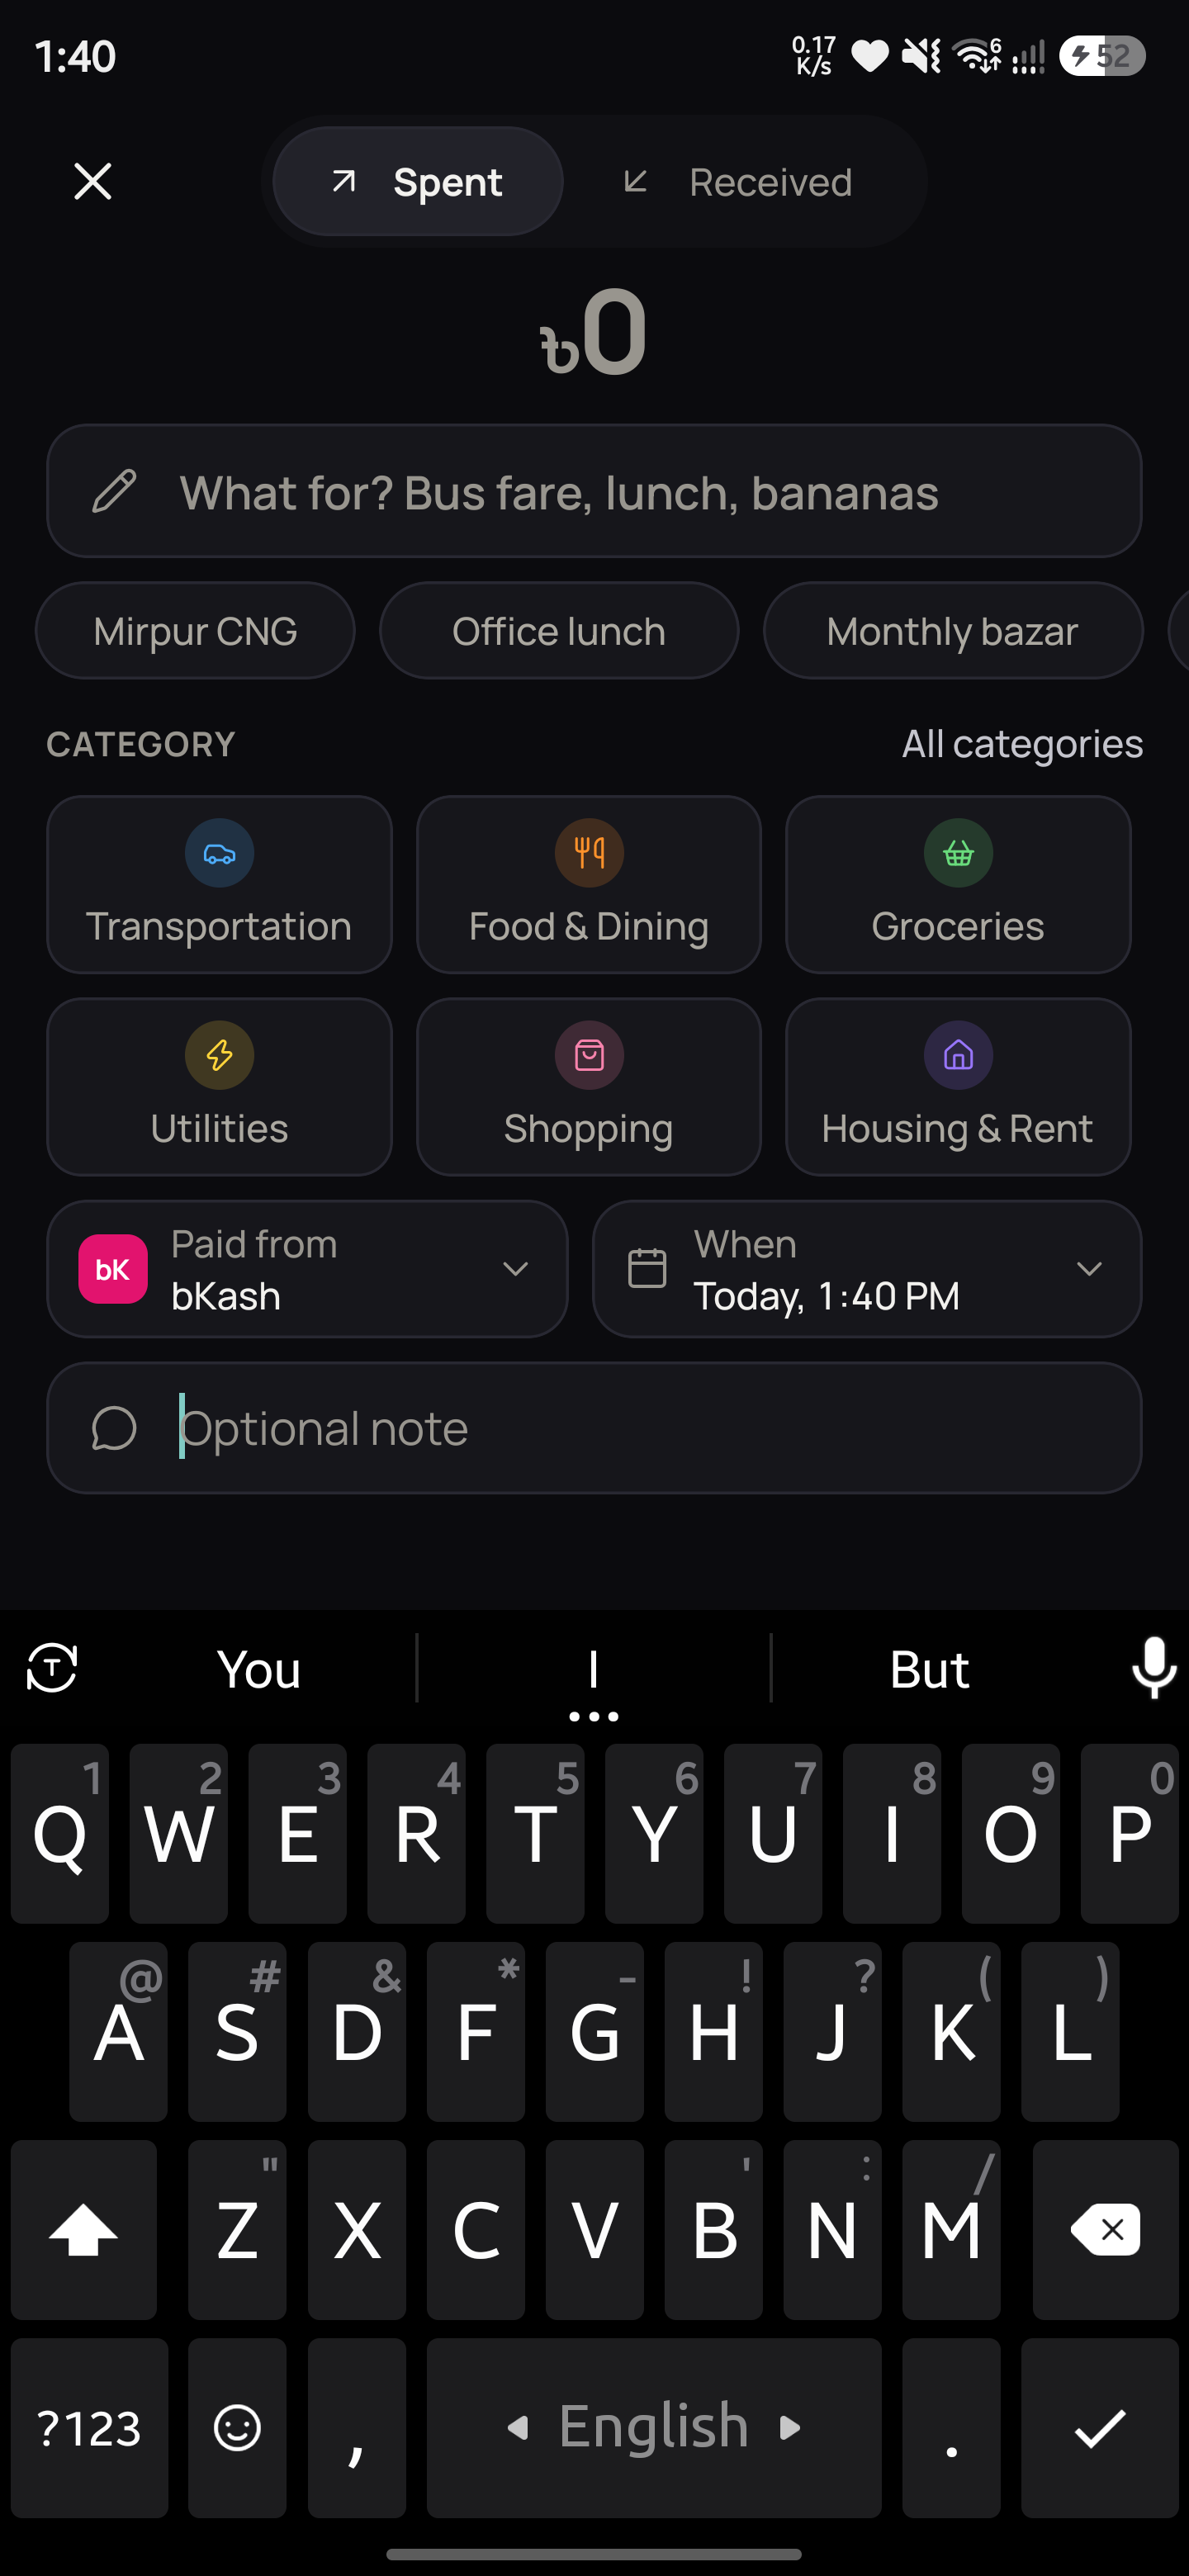 1:40
0.17
K/s
6
52
Spent
Received
৳0
What for? Bus fare, lunch, bananas
Mirpur CNG
Office lunch
Monthly bazar
CATEGORY
All categories
Transportation
Food & Dining
Groceries
Utilities
Shopping
Housing & Rent
bK
Paid from
bKash
When
Today, 1:40 PM
Optional note
T
You
I
But
1 2 3 4 5 6 7 8 9 0
Q W E R T Y U I O P
@ # & * - ! ? ( )
A S D F G H J K L
" ' : /
Z X C V B N M
?123
,
English
.